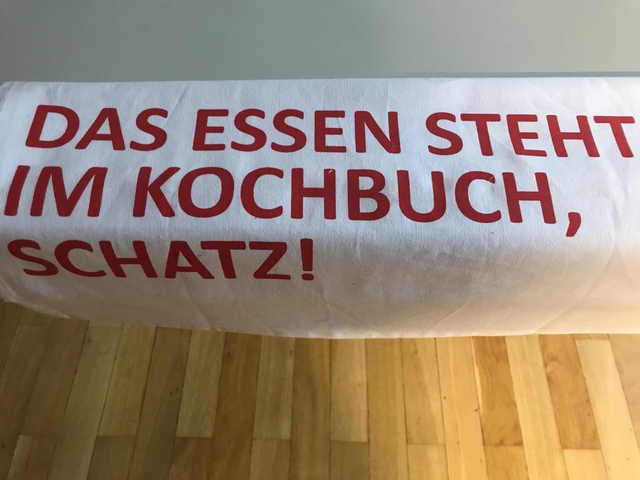 DAS ESSEN STEHT
IM KOCHBUCH,
SCHATZ!